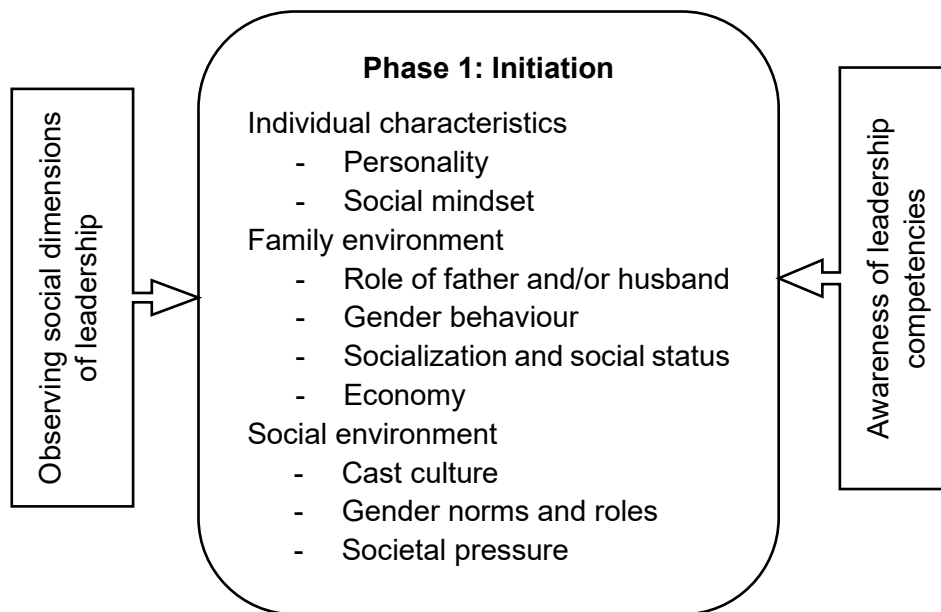 Observing social dimensions
of leadership
Phase 1: Initiation
Individual characteristics
- Personality
- Social mindset
Family environment
- Role of father and/or husband
- Gender behaviour
- Socialization and social status
- Economy
Social environment
- Cast culture
- Gender norms and roles
- Societal pressure
Awareness of leadership
competencies